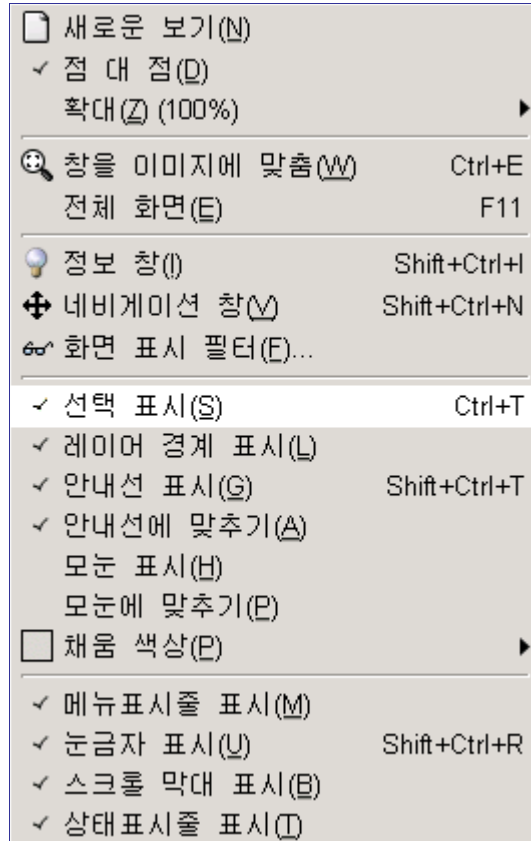 새로운 보기(N)
점 대 점(D)
확대(Z) (100%)
창을 이미지에 맞춤(W) Ctrl+E
전체 화면(E) F11
정보 창(I) Shift+Ctrl+I
네비게이션 창(V) Shift+Ctrl+N
화면 표시 필터(F)...
선택 표시(S) Ctrl+T
레이어 경계 표시(L)
안내선 표시(G) Shift+Ctrl+T
안내선에 맞추기(A)
모눈 표시(H)
모눈에 맞추기(P)
채움 색상(P)
메뉴표시줄 표시(M)
눈금자 표시(U) Shift+Ctrl+R
스크롤 막대 표시(B)
상태표시줄 표시(T)